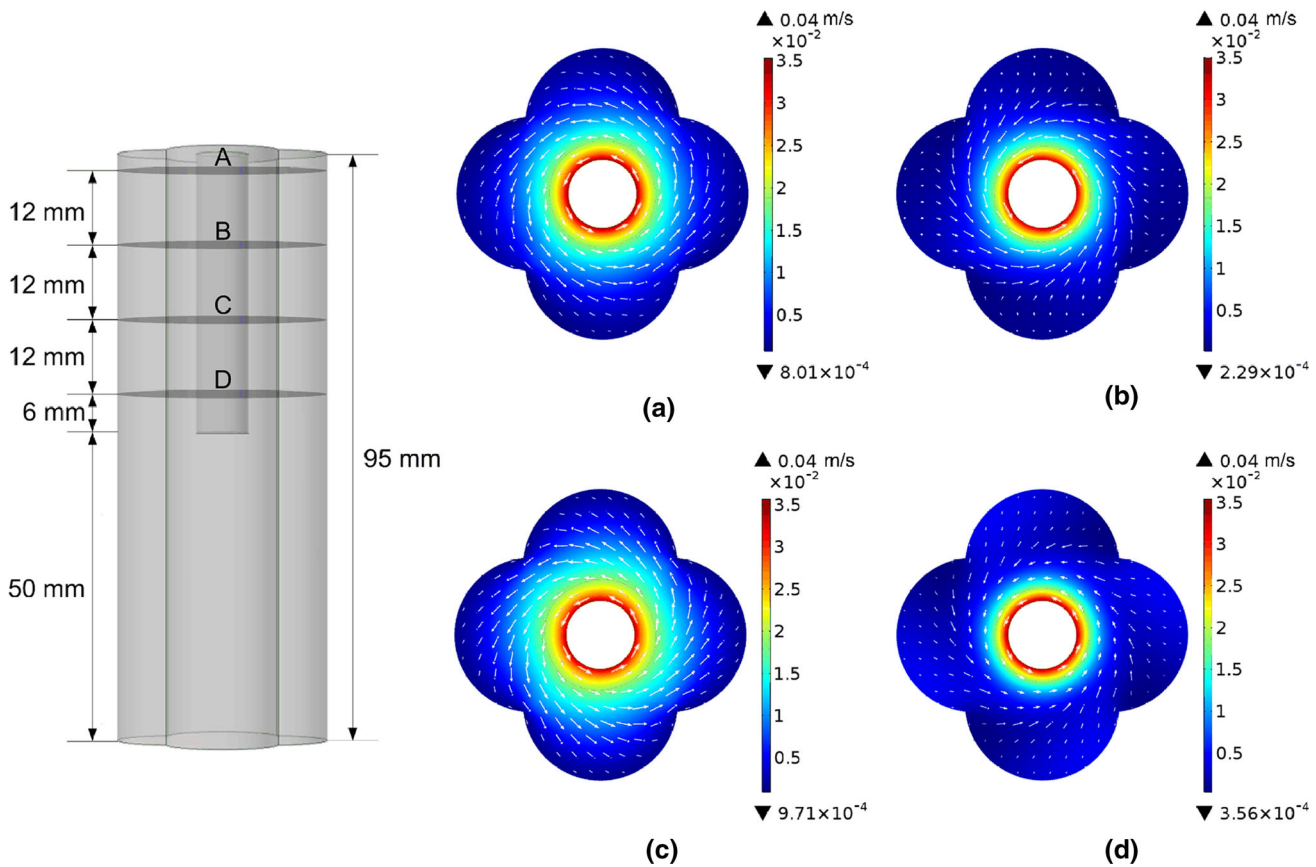 A
B
C
D
12 mm
12 mm
12 mm
6 mm
50 mm
95 mm
▲ 0.04 m/s
×10⁻²
3.5
3
2.5
2
1.5
1
0.5
▼ 8.01×10⁻⁴
(a)
▲ 0.04 m/s
×10⁻²
3.5
3
2.5
2
1.5
1
0.5
▼ 2.29×10⁻⁴
(b)
▲ 0.04 m/s
×10⁻²
3.5
3
2.5
2
1.5
1
0.5
▼ 9.71×10⁻⁴
(c)
▲ 0.04 m/s
×10⁻²
3.5
3
2.5
2
1.5
1
0.5
▼ 3.56×10⁻⁴
(d)